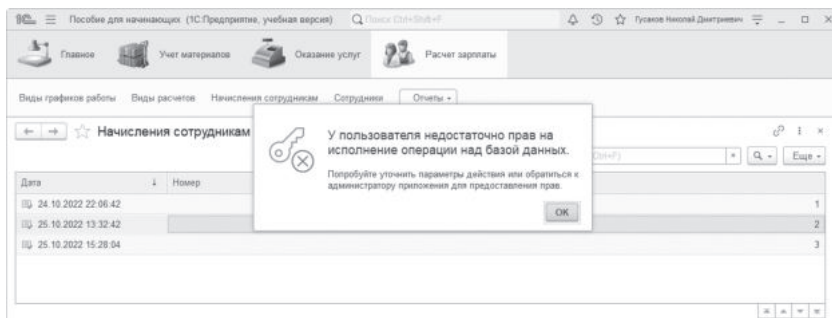 1С Пособие для начинающих (1С:Предприятие, учебная версия) Поиск Ctrl+Shift+F Гусаков Николай Дмитриевич
Главное Учет материалов Оказание услуг Расчет зарплаты
Виды графиков работы Виды расчетов Начисления сотрудникам Сотрудники Отчеты
Начисления сотрудникам
Ctrl+F) Еще
Дата Номер
У пользователя недостаточно прав на
исполнение операции над базой данных.
Попробуйте уточнить параметры действия или обратиться к
администратору приложения для предоставления прав.
OK
24.10.2022 22:06:42 1
25.10.2022 13:32:42 2
25.10.2022 15:28:04 3